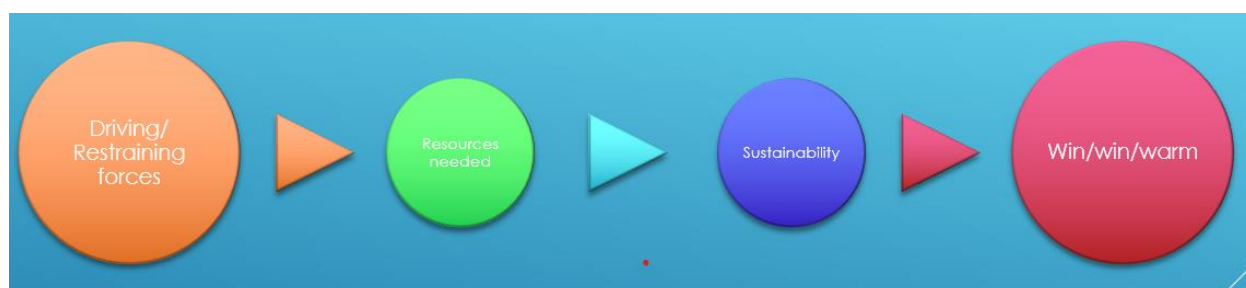 Driving/
Restraining
forces
Resources
needed
Sustainability
Win/win/warm